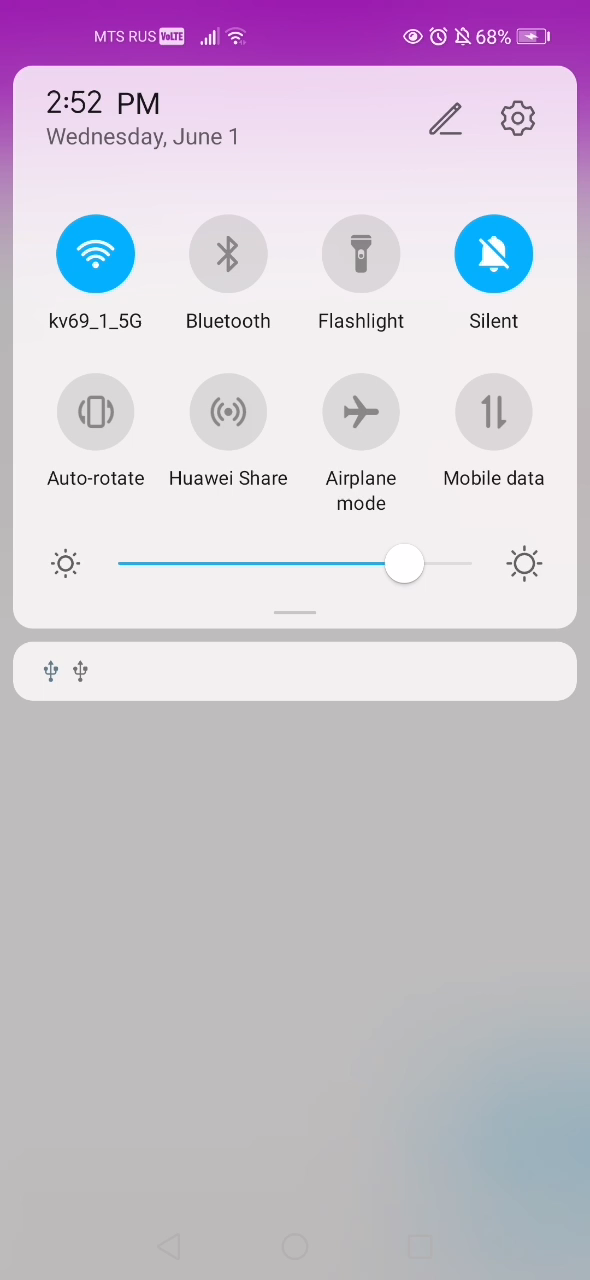 MTS RUS VoLTE 68%
2:52 PM
Wednesday, June 1
kv69_1_5G Bluetooth Flashlight Silent
Auto-rotate Huawei Share Airplane mode Mobile data